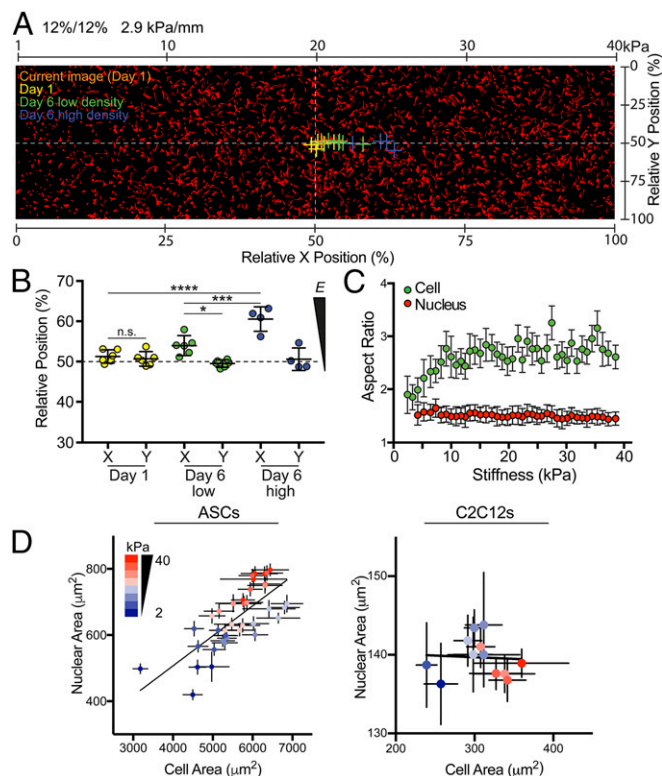 A
12%/12% 2.9 kPa/mm
1 10 20 30 40 kPa
Current image (Day 1)
Day 1
Day 6 low density
Day 6 high density
0
-25
-50
-75
-100
Relative Y Position (%)
0 25 50 75 100
Relative X Position (%)
B
70
60
50
40
30
Relative Position (%)
****
***
*
n.s.
E
X Y X Y X Y
Day 1 Day 6 Day 6
low high
C
Cell
Nucleus
4
3
2
1
Aspect Ratio
0 10 20 30 40
Stiffness (kPa)
D
ASCs
kPa
40
2
800
600
400
Nuclear Area (μm²)
3000 4000 5000 6000 7000
Cell Area (μm²)
C2C12s
150
140
130
Nuclear Area (μm²)
200 300 400
Cell Area (μm²)